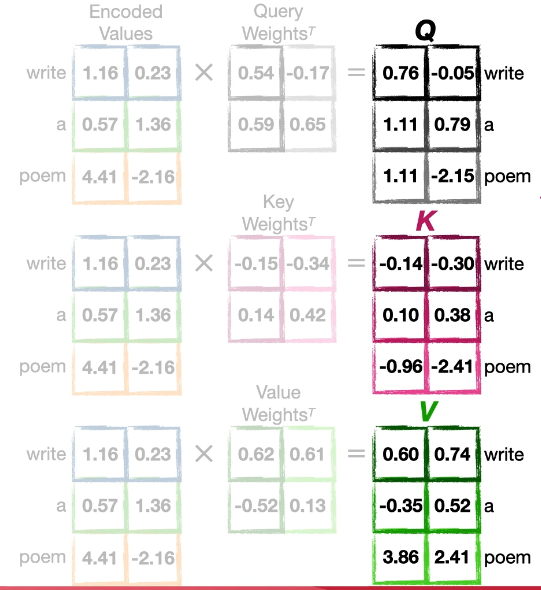 Encoded Values
Query WeightsT
Q
write 1.16 0.23 × 0.54 -0.17 = 0.76 -0.05 write
a 0.57 1.36 0.59 0.65 1.11 0.79 a
poem 4.41 -2.16 1.11 -2.15 poem
Key WeightsT
K
write 1.16 0.23 × -0.15 -0.34 = -0.14 -0.30 write
a 0.57 1.36 0.14 0.42 0.10 0.38 a
poem 4.41 -2.16 -0.96 -2.41 poem
Value WeightsT
V
write 1.16 0.23 × 0.62 0.61 = 0.60 0.74 write
a 0.57 1.36 -0.52 0.13 -0.35 0.52 a
poem 4.41 -2.16 3.86 2.41 poem